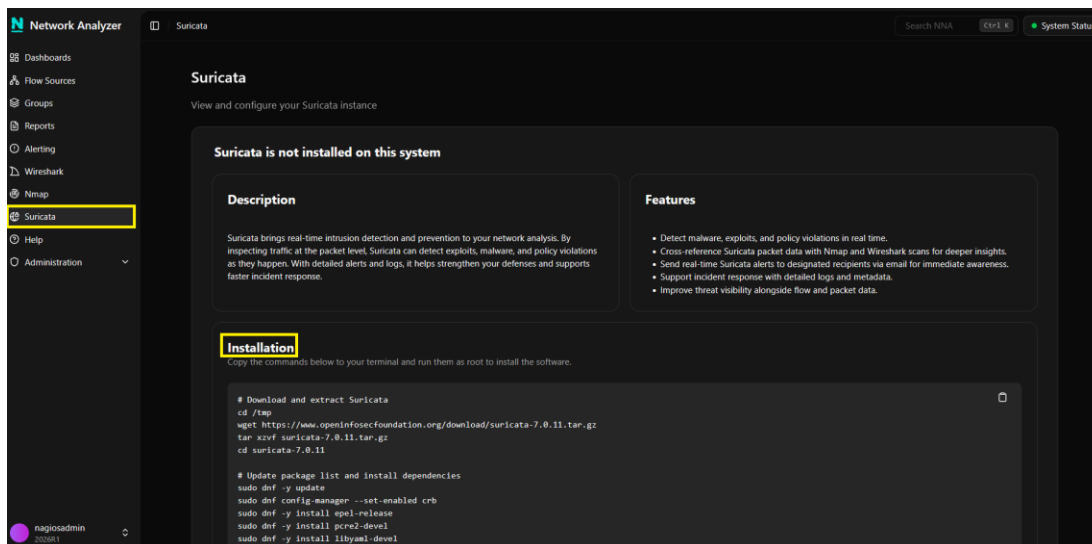 Network Analyzer
Suricata
Search NNA
Ctrl K
System Statu
Dashboards
Flow Sources
Groups
Reports
Alerting
Wireshark
Nmap
Suricata
Help
Administration
nagiosadmin
2026R1
Suricata
View and configure your Suricata instance
Suricata is not installed on this system
Description
Suricata brings real-time intrusion detection and prevention to your network analysis. By
inspecting traffic at the packet level, Suricata can detect exploits, malware, and policy violations
as they happen. With detailed alerts and logs, it helps strengthen your defenses and supports
faster incident response.
Features
• Detect malware, exploits, and policy violations in real time.
• Cross-reference Suricata packet data with Nmap and Wireshark scans for deeper insights.
• Send real-time Suricata alerts to designated recipients via email for immediate awareness.
• Support incident response with detailed logs and metadata.
• Improve threat visibility alongside flow and packet data.
Installation
Copy the commands below to your terminal and run them as root to install the software.
# Download and extract Suricata
cd /tmp
wget https://www.openinfosecfoundation.org/download/suricata-7.0.11.tar.gz
tar xzvf suricata-7.0.11.tar.gz
cd suricata-7.0.11
# Update package list and install dependencies
sudo dnf -y update
sudo dnf config-manager --set-enabled crb
sudo dnf -y install epel-release
sudo dnf -y install pcre2-devel
sudo dnf -y install libyaml-devel